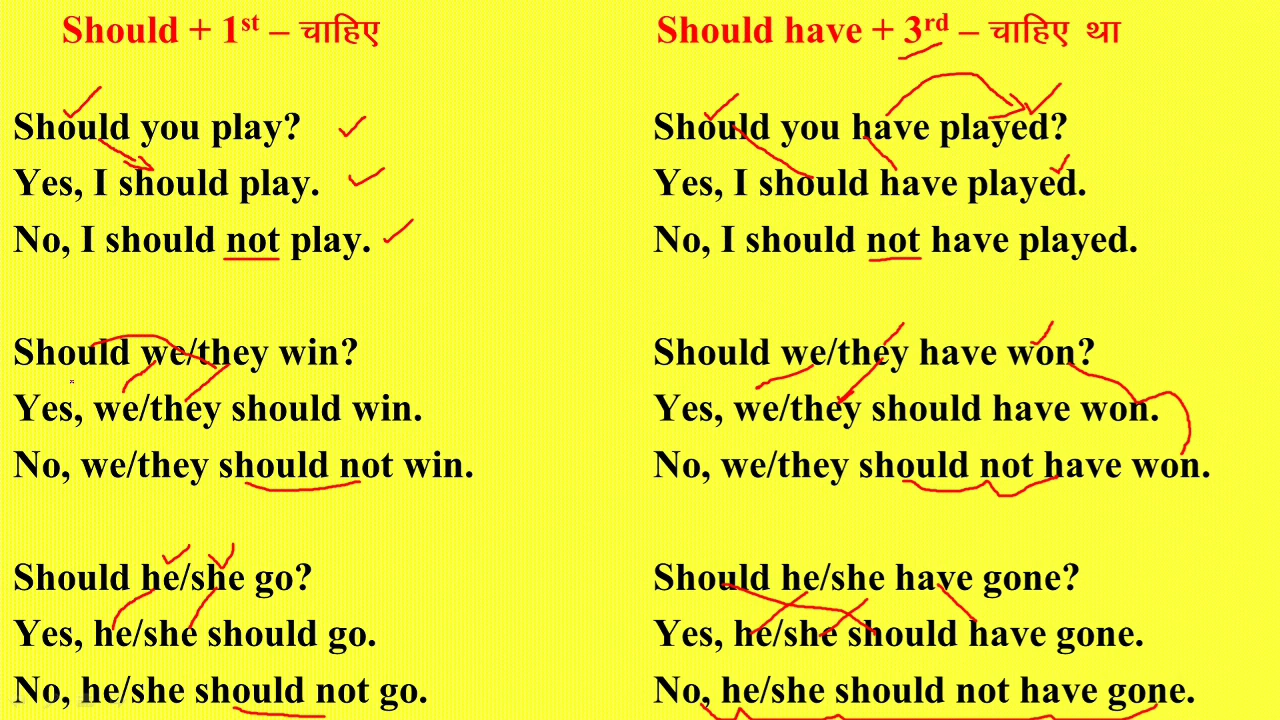 Should + 1st – चाहिए
Should you play?
Yes, I should play.
No, I should not play.
Should we/they win?
Yes, we/they should win.
No, we/they should not win.
Should he/she go?
Yes, he/she should go.
No, he/she should not go.
Should have + 3rd – चाहिए था
Should you have played?
Yes, I should have played.
No, I should not have played.
Should we/they have won?
Yes, we/they should have won.
No, we/they should not have won.
Should he/she have gone?
Yes, he/she should have gone.
No, he/she should not have gone.